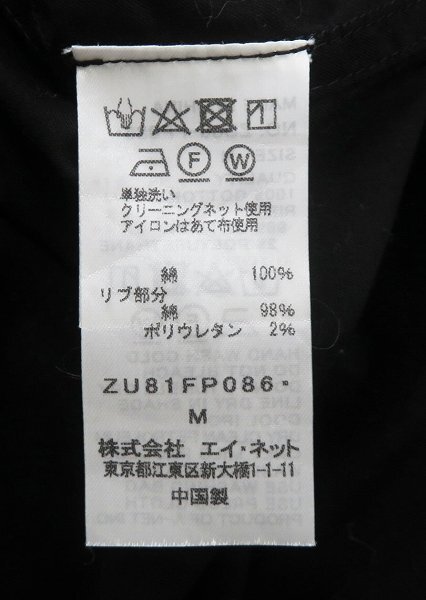 F W
単独洗い
クリーニングネット使用
アイロンはあて布使用
綿 100%
リブ部分
綿 98%
ポリウレタン 2%
ZU81FP086・
M
株式会社 エイ・ネット
東京都江東区新大橋1-1-11
中国製